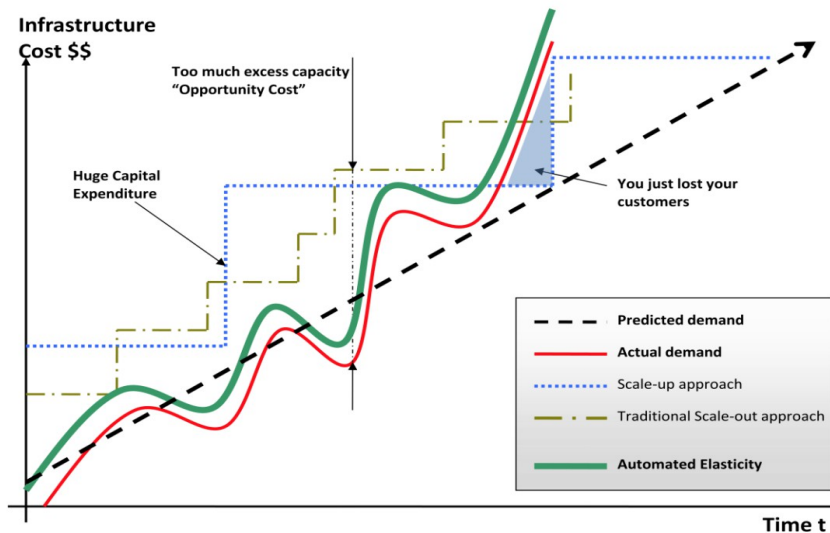 Infrastructure
Cost $$
Too much excess capacity
“Opportunity Cost”
Huge Capital
Expenditure
You just lost your
customers
Predicted demand
Actual demand
Scale-up approach
Traditional Scale-out approach
Automated Elasticity
Time t